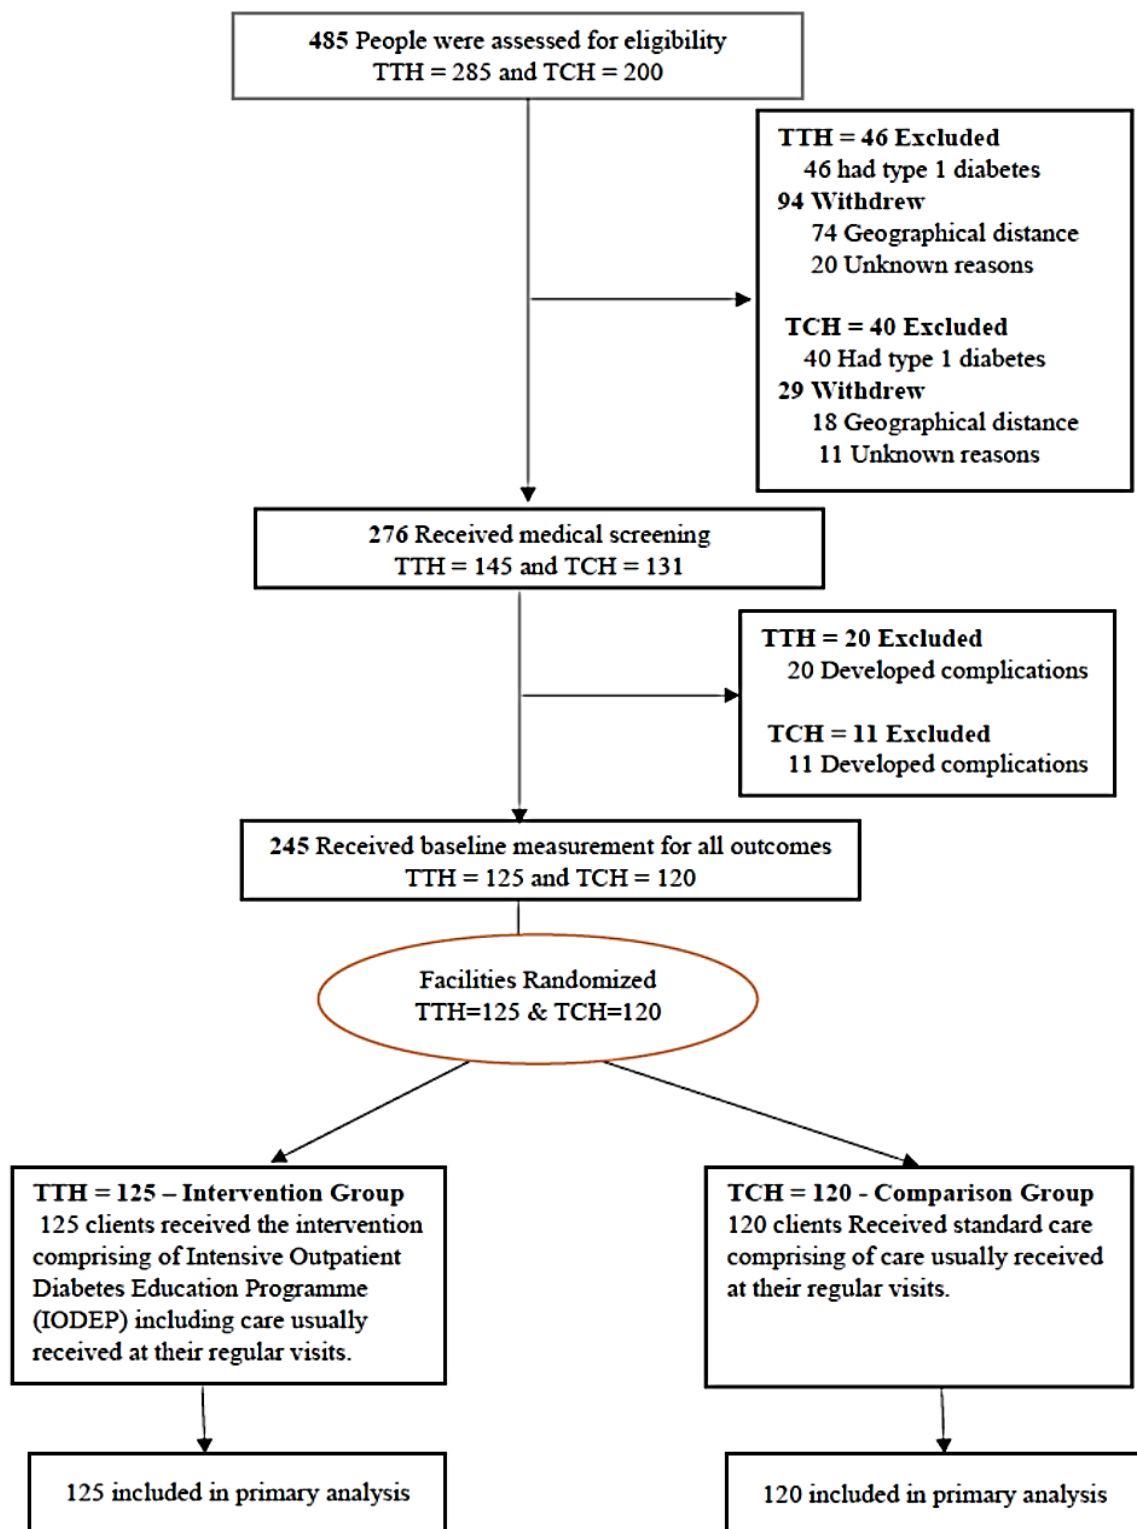 485 People were assessed for eligibility
TTH = 285 and TCH = 200
TTH = 46 Excluded
46 had type 1 diabetes
94 Withdrew
74 Geographical distance
20 Unknown reasons
TCH = 40 Excluded
40 Had type 1 diabetes
29 Withdrew
18 Geographical distance
11 Unknown reasons
276 Received medical screening
TTH = 145 and TCH = 131
TTH = 20 Excluded
20 Developed complications
TCH = 11 Excluded
11 Developed complications
245 Received baseline measurement for all outcomes
TTH = 125 and TCH = 120
Facilities Randomized
TTH=125 & TCH=120
TTH = 125 – Intervention Group
125 clients received the intervention
comprising of Intensive Outpatient
Diabetes Education Programme
(IODEP) including care usually
received at their regular visits.
TCH = 120 - Comparison Group
120 clients Received standard care
comprising of care usually received
at their regular visits.
125 included in primary analysis
120 included in primary analysis